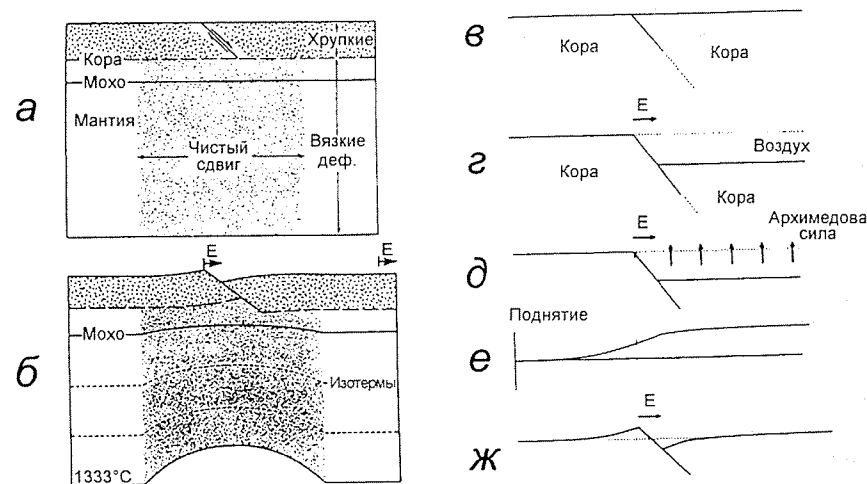 Хрупкие
Кора
Мохо
а
Мантия
Чистый
сдвиг
Вязкие
деф.
E
E
Мохо
б
Изотермы
1333°C
в
Кора
Кора
E
г
Воздух
Кора
Кора
Архимедова
сила
E
д
Поднятие
е
E
ж